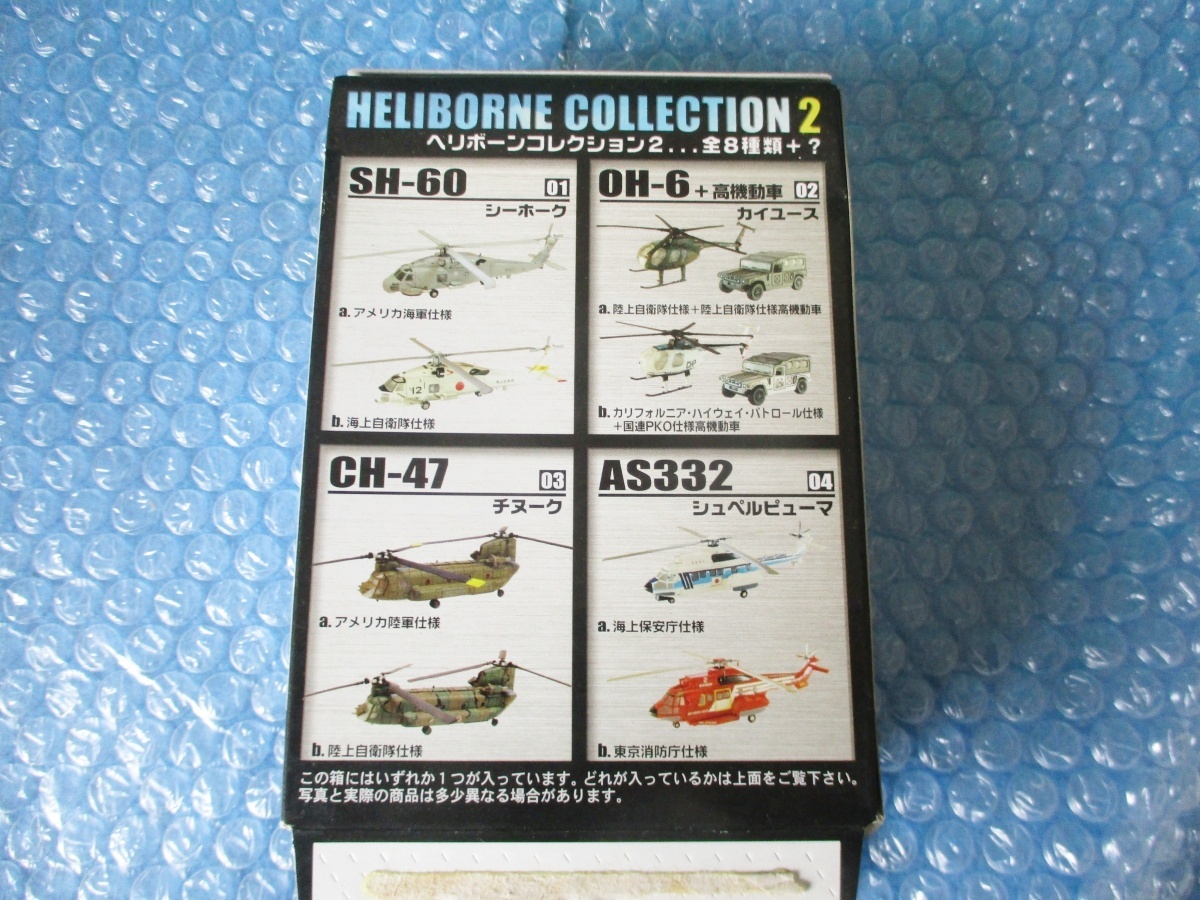 HELIBORNE COLLECTION 2
ヘリボーンコレクション2...全8種類+?
SH-60 01
シーホーク
a. アメリカ海軍仕様
12
b. 海上自衛隊仕様
OH-6 +高機動車 02
カイユース
a. 陸上自衛隊仕様+陸上自衛隊仕様高機動車
b. カリフォルニア・ハイウェイ・パトロール仕様
+国連PKO仕様高機動車
CH-47 03
チヌーク
a. アメリカ陸軍仕様
b. 陸上自衛隊仕様
AS332 04
シュペルピューマ
a. 海上保安庁仕様
b. 東京消防庁仕様
この箱にはいずれか1つが入っています。どれが入っているかは上面をご覧下さい。
写真と実際の商品は多少異なる場合があります。